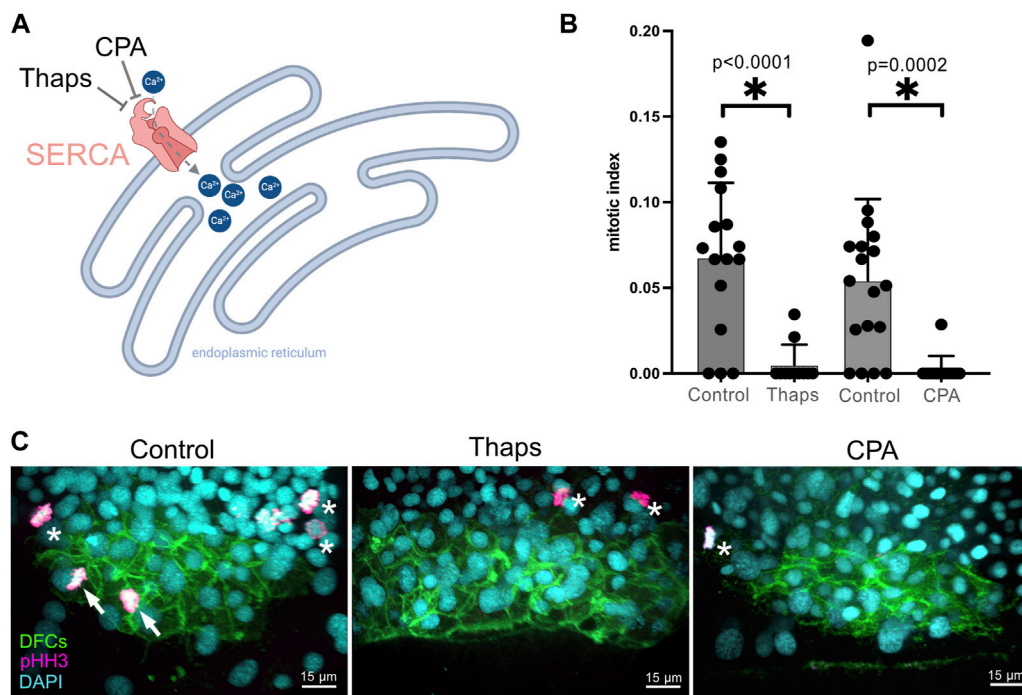 A
CPA
Thaps
Ca²⁺
SERCA
Ca²⁺
Ca²⁺
Ca²⁺
Ca²⁺
endoplasmic reticulum
B
0.20
0.15
0.10
0.05
0.00
mitotic index
p<0.0001
*
p=0.0002
*
Control
Thaps
Control
CPA
C
Control
Thaps
CPA
*
*
*
*
*
*
DFCs
pHH3
DAPI
15 µm
15 µm
15 µm